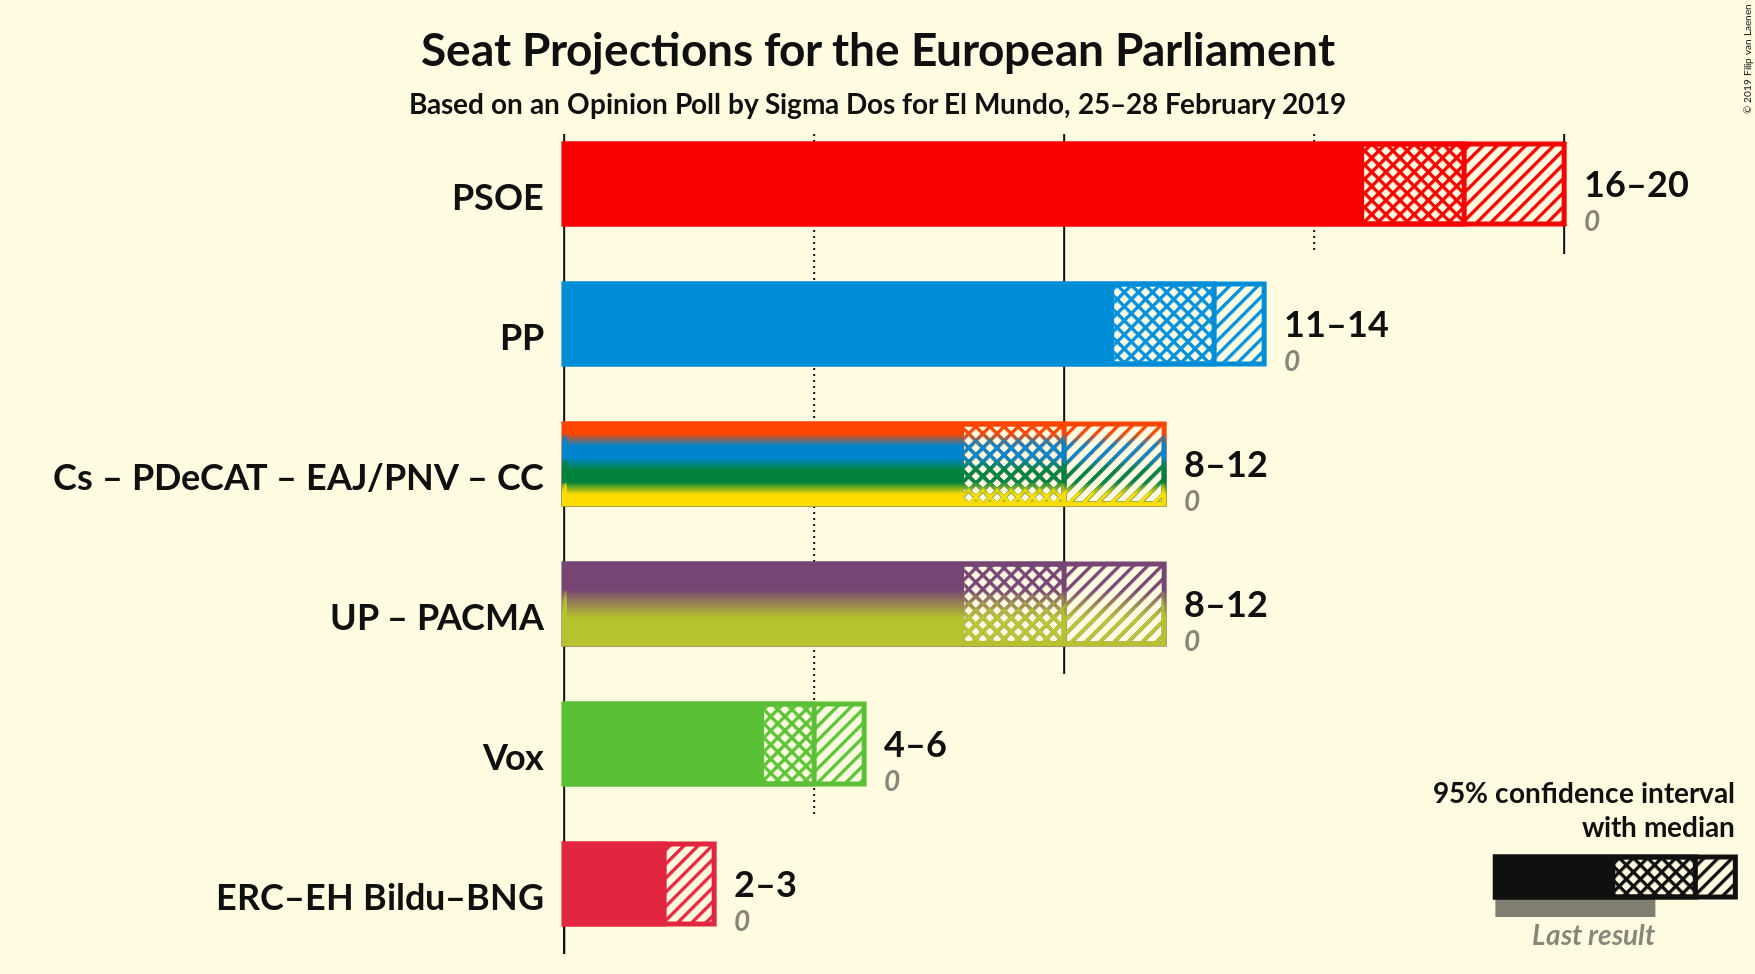 Seat Projections for the European Parliament
Based on an Opinion Poll by Sigma Dos for El Mundo, 25–28 February 2019
© 2019 Filip van Laenen
PSOE
16–20
0
PP
11–14
0
Cs – PDeCAT – EAJ/PNV – CC
8–12
0
UP – PACMA
8–12
0
Vox
4–6
0
ERC–EH Bildu–BNG
2–3
0
95% confidence interval
with median
Last result